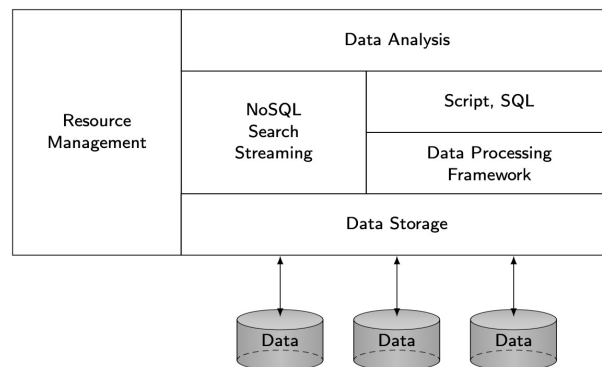 Data Analysis
Resource
Management
NoSQL
Search
Streaming
Script, SQL
Data Processing
Framework
Data Storage
Data
Data
Data